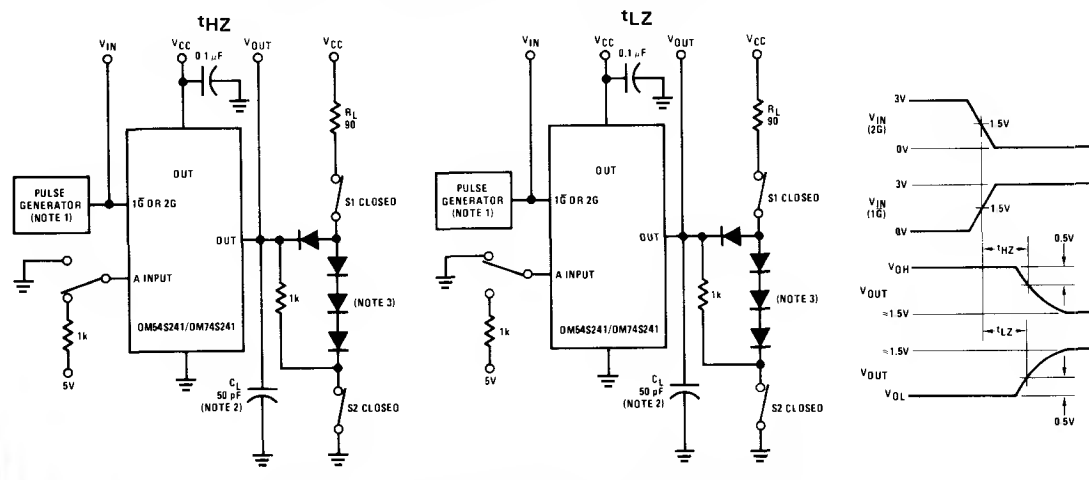 tHZ
VIN
VCC
0.1 µF
VOUT
VCC
RL
90
OUT
PULSE
GENERATOR
(NOTE 1)
1G̅ OR 2G
S1 CLOSED
OUT
A INPUT
1k
(NOTE 3)
1k
DM54S241/DM74S241
5V
CL
50 pF
(NOTE 2)
S2 CLOSED
tLZ
VIN
VCC
0.1 µF
VOUT
VCC
RL
90
OUT
PULSE
GENERATOR
(NOTE 1)
1G̅ OR 2G
S1 CLOSED
OUT
A INPUT
1k
(NOTE 3)
1k
DM54S241/DM74S241
5V
CL
50 pF
(NOTE 2)
S2 CLOSED
3V
VIN
(2G)
1.5V
0V
3V
VIN
(1G̅)
1.5V
0V
tHZ
0.5V
VOH
VOUT
≈1.5V
tLZ
≈1.5V
VOUT
VOL
0.5V